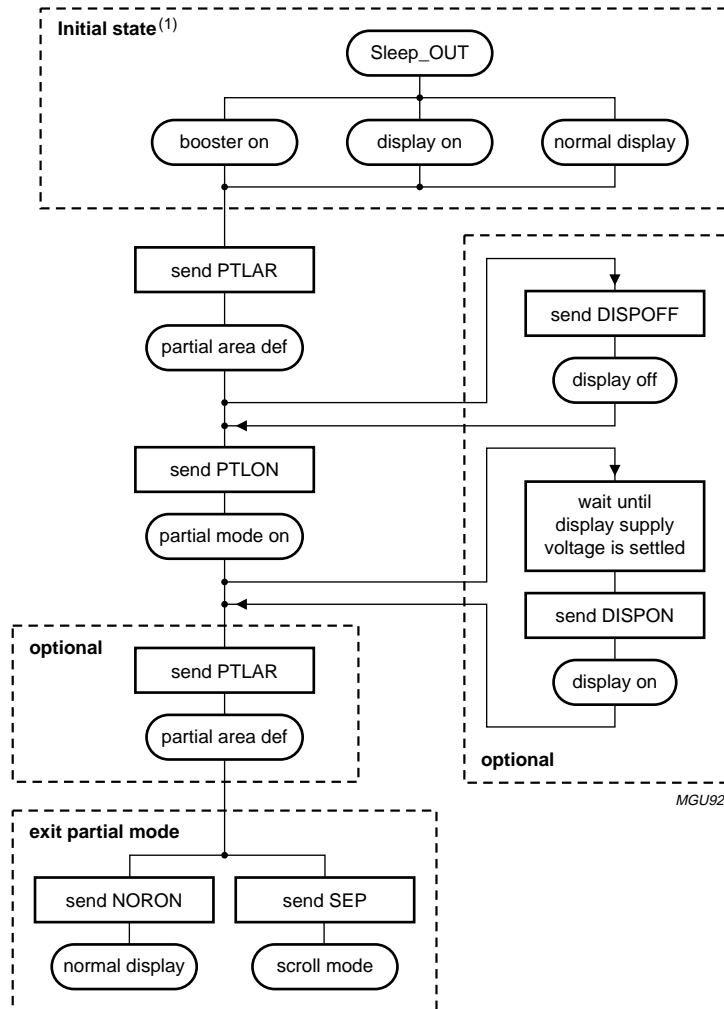 Initial state(1)
Sleep_OUT
booster on
display on
normal display
send PTLAR
partial area def
send DISPOFF
display off
send PTLON
partial mode on
wait until
display supply
voltage is settled
send DISPON
display on
optional
optional
send PTLAR
partial area def
MGU92
exit partial mode
send NORON
send SEP
normal display
scroll mode